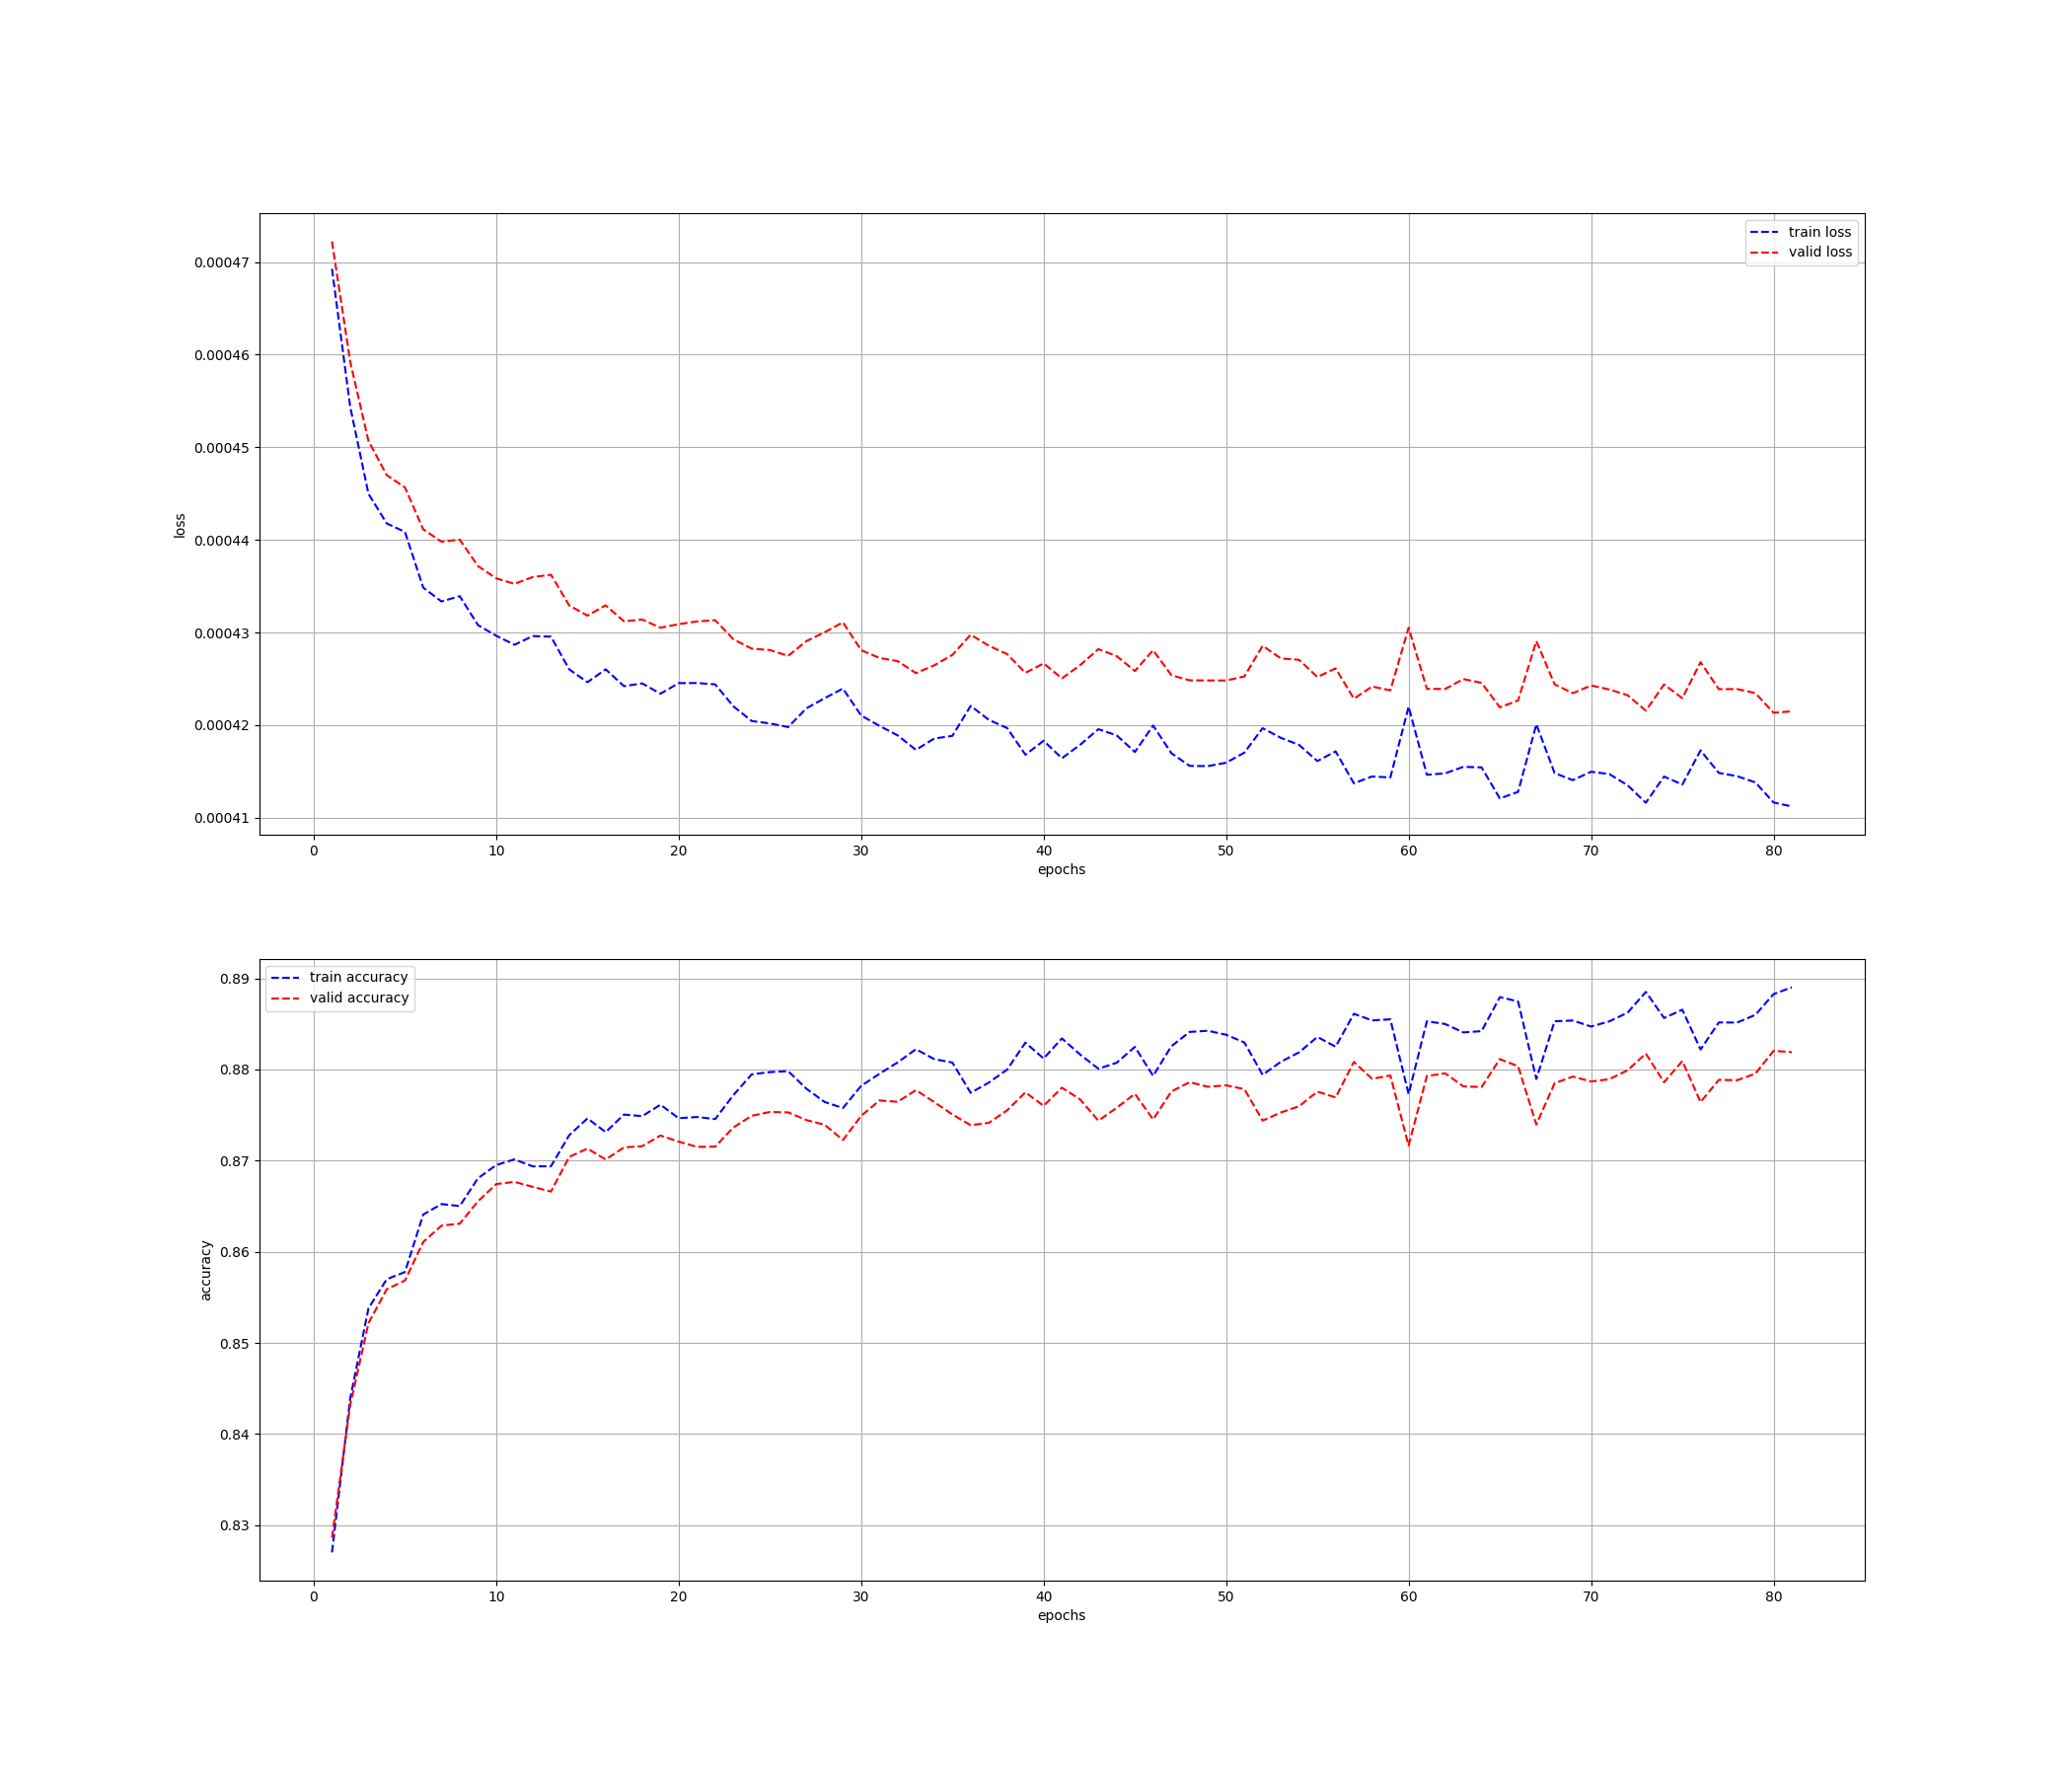 train loss
valid loss
0.00047
0.00046
0.00045
0.00044
0.00043
0.00042
0.00041
loss
0 10 20 30 40 50 60 70 80
epochs
train accuracy
valid accuracy
0.89
0.88
0.87
0.86
0.85
0.84
0.83
accuracy
0 10 20 30 40 50 60 70 80
epochs